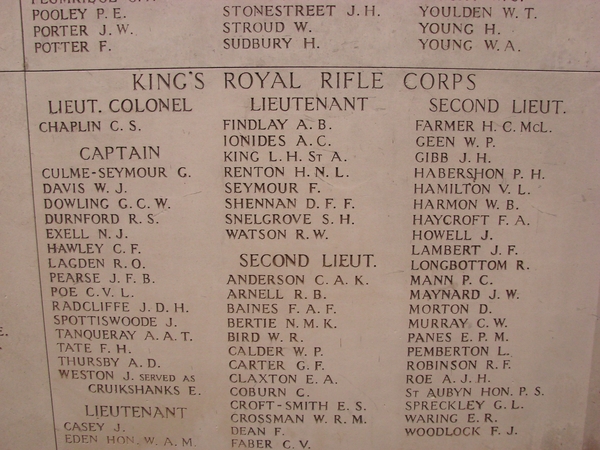 POOLEY P. E.
PORTER J. W.
POTTER F.
STONESTREET J. H.
STROUD W.
SUDBURY H.
YOULDEN W. T.
YOUNG H.
YOUNG W. A.
KING'S ROYAL RIFLE CORPS
LIEUT. COLONEL
CHAPLIN C. S.
CAPTAIN
CULME-SEYMOUR G.
DAVIS W. J.
DOWLING G. C. W.
DURNFORD R. S.
EXELL N. J.
HAWLEY C. F.
LAGDEN R. O.
PEARSE J. F. B.
POE C. V. L.
RADCLIFFE J. D. H.
SPOTTISWOODE J.
TANQUERAY A. A. T.
TATE F. H.
THURSBY A. D.
WESTON J. SERVED AS
CRUIKSHANKS E.
LIEUTENANT
CASEY J.
EDEN HON. W. A. M.
LIEUTENANT
FINDLAY A. B.
IONIDES A. C.
KING L. H. ST A.
RENTON H. N. L.
SEYMOUR F.
SHENNAN D. F. F.
SNELGROVE S. H.
WATSON R. W.
SECOND LIEUT.
ANDERSON C. A. K.
ARNELL R. B.
BAINES F. A. F.
BERTIE N. M. K.
BIRD W. R.
CALDER W. P.
CARTER G. F.
CLAXTON E. A.
COBURN C.
CROFT-SMITH E. S.
CROSSMAN W. R. M.
DEAN F.
FABER C. V.
SECOND LIEUT.
FARMER H. C. McL.
GEEN W. P.
GIBB J. H.
HABERSHON P. H.
HAMILTON V. L.
HARMON W. B.
HAYCROFT F. A.
HOWELL J.
LAMBERT J. F.
LONGBOTTOM R.
MANN P. C.
MAYNARD J. W.
MORTON D.
MURRAY C. W.
PANES E. P. M.
PEMBERTON L.
ROBINSON R. F.
ROE A. J. H.
ST AUBYN HON. P. S.
SPRECKLEY G. L.
WARING E. R.
WOODLOCK F. J.